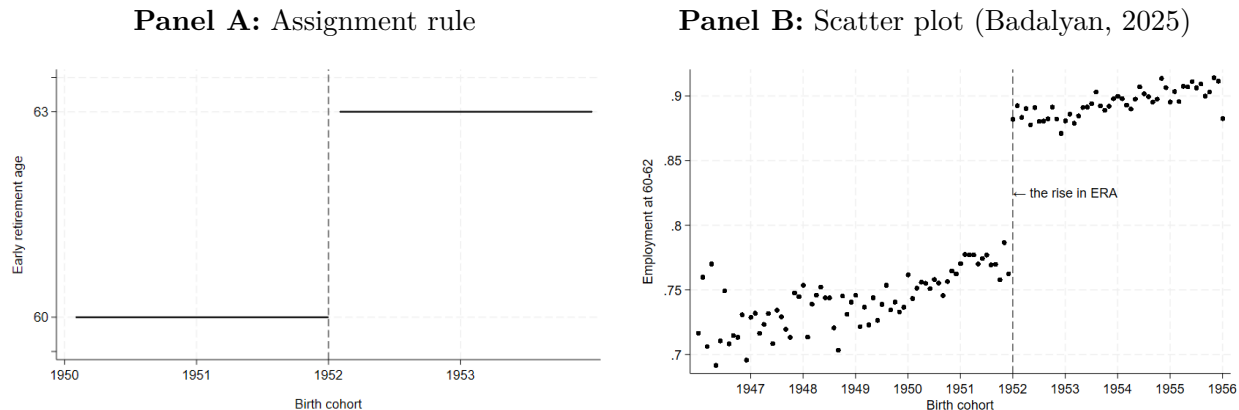 Panel A: Assignment rule
63
60
Early retirement age
1950 1951 1952 1953
Birth cohort
Panel B: Scatter plot (Badalyan, 2025)
.9
.85
.8
.75
.7
Employment at 60-62
← the rise in ERA
1947 1948 1949 1950 1951 1952 1953 1954 1955 1956
Birth cohort